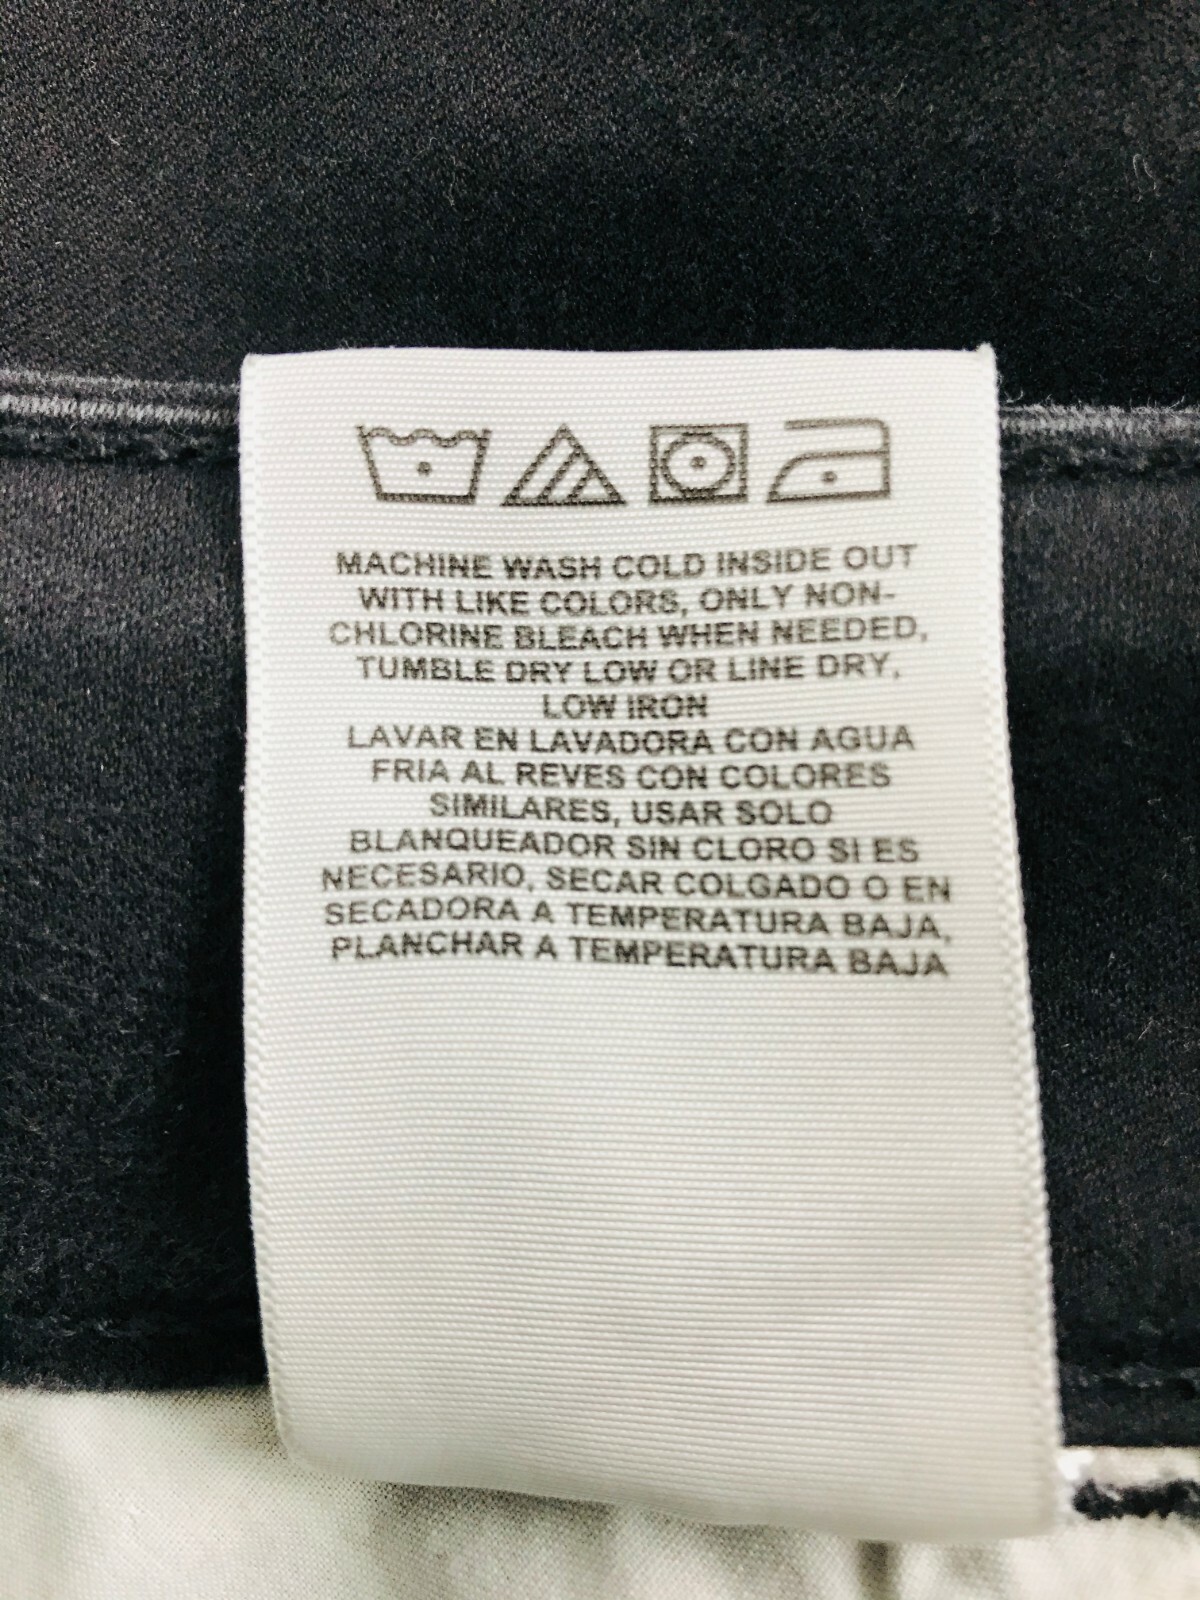 MACHINE WASH COLD INSIDE OUT
WITH LIKE COLORS, ONLY NON-
CHLORINE BLEACH WHEN NEEDED,
TUMBLE DRY LOW OR LINE DRY,
LOW IRON
LAVAR EN LAVADORA CON AGUA
FRIA AL REVES CON COLORES
SIMILARES, USAR SOLO
BLANQUEADOR SIN CLORO SI ES
NECESARIO, SECAR COLGADO O EN
SECADORA A TEMPERATURA BAJA,
PLANCHAR A TEMPERATURA BAJA